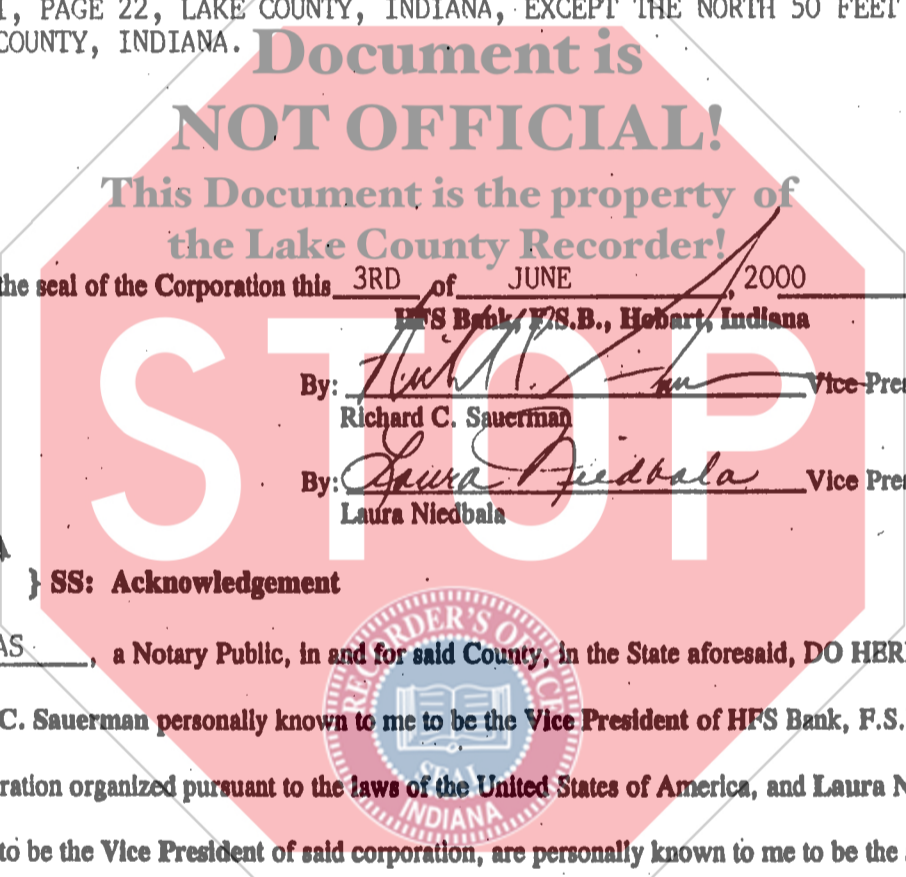 1, PAGE 22, LAKE COUNTY, INDIANA, EXCEPT THE NORTH 50 FEET
COUNTY, INDIANA.
Document is
NOT OFFICIAL!
This Document is the property of
the Lake County Recorder!
the seal of the Corporation this 3RD of JUNE, 2000
HFS Bank, F.S.B., Hobart, Indiana
STOP
By: Vice Pre
Richard C. Sauerman
By: Laura Niedbala Vice Pre
Laura Niedbala
} SS: Acknowledgement
AS, a Notary Public, in and for said County, in the State aforesaid, DO HER
C. Sauerman personally known to me to be the Vice President of HFS Bank, F.S.
ration organized pursuant to the laws of the United States of America, and Laura N
to be the Vice President of said corporation, are personally known to me to be the
RECORDER'S OFFICE
SEAL
INDIANA